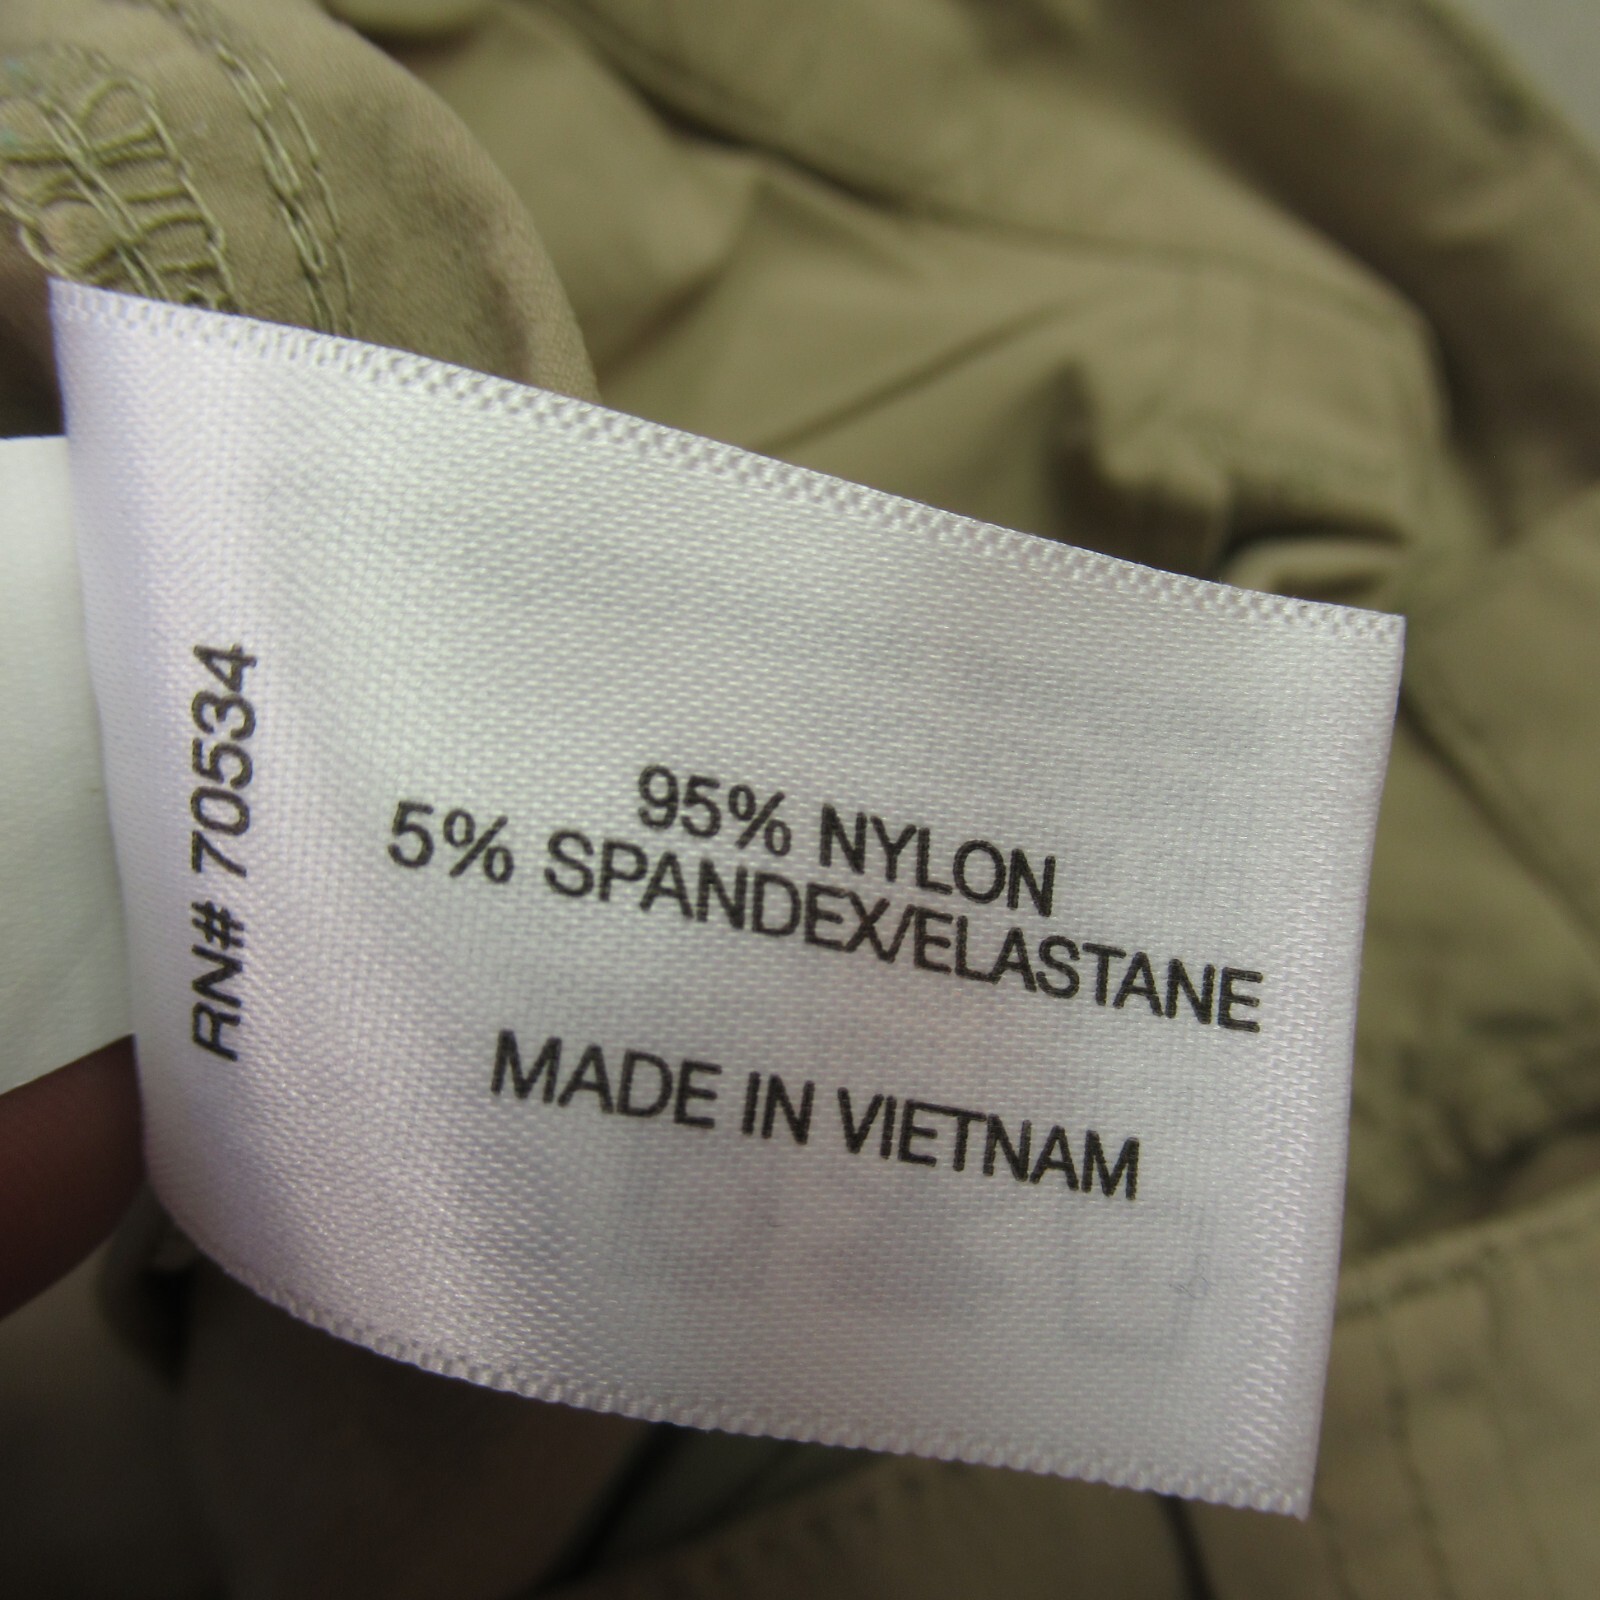 RN# 70534
95% NYLON
5% SPANDEX/ELASTANE
MADE IN VIETNAM